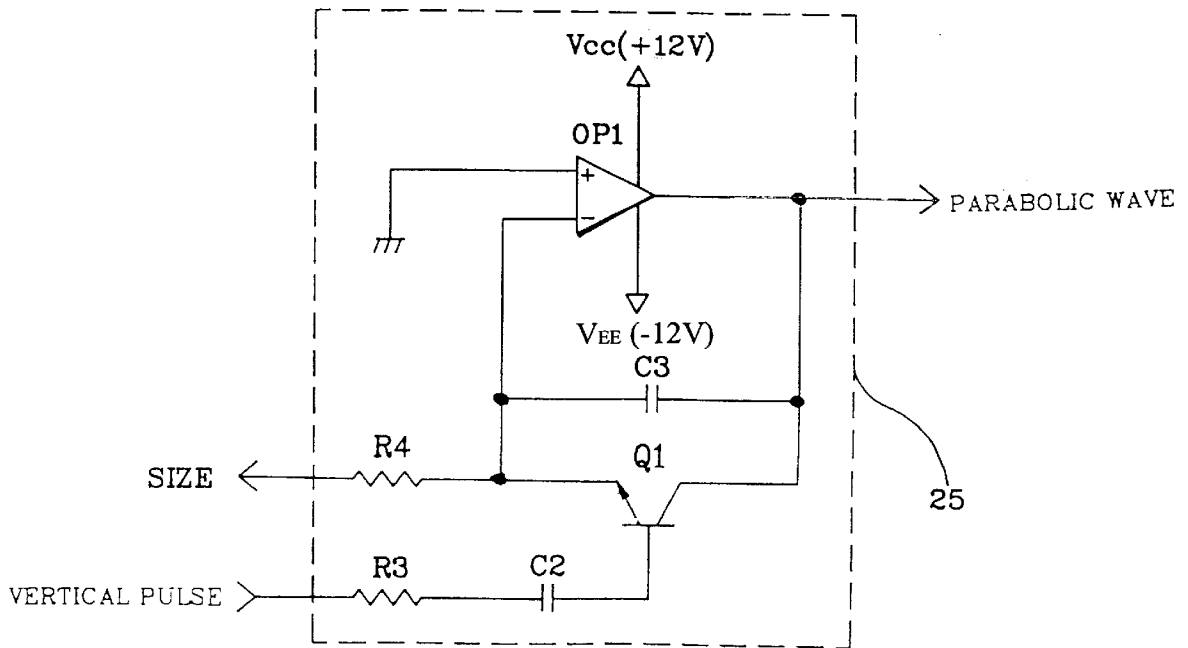 Vcc(+12V)
OP1
+
−
PARABOLIC WAVE
VEE (-12V)
C3
R4
Q1
SIZE
25
R3
C2
VERTICAL PULSE